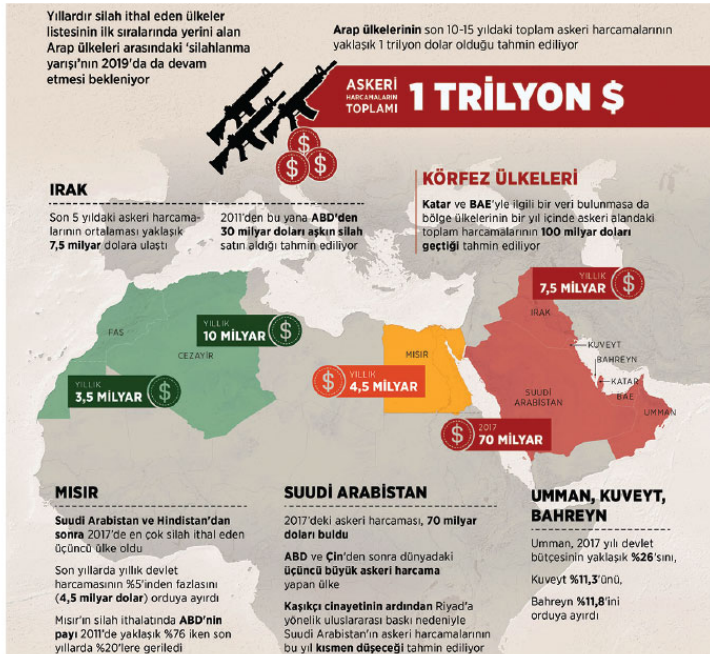 Yıllardır silah ithal eden ülkeler
listesinin ilk sıralarında yerini alan
Arap ülkeleri arasındaki 'silahlanma
yarışı'nın 2019'da da devam
etmesi bekleniyor
Arap ülkelerinin son 10-15 yıldaki toplam askeri harcamalarının
yaklaşık 1 trilyon dolar olduğu tahmin ediliyor
ASKERİ
HARCAMALARIN
TOPLAMI
1 TRİLYON $
$
$
$
IRAK
Son 5 yıldaki askeri harcama-
larının ortalaması yaklaşık
7,5 milyar dolara ulaştı
2011'den bu yana ABD'den
30 milyar doları aşkın silah
satın aldığı tahmin ediliyor
KÖRFEZ ÜLKELERİ
Katar ve BAE'yle ilgili bir veri bulunmasa da
bölge ülkelerinin bir yıl içinde askeri alandaki
toplam harcamalarının 100 milyar doları
geçtiği tahmin ediliyor
YILLIK
7,5 MİLYAR
$
IRAK
KUVEYT
BAHREYN
KATAR
BAE
UMMAN
SUUDİ
ARABİSTAN
2017
70 MİLYAR
$
FAS
CEZAYİR
YILLIK
10 MİLYAR
$
YILLIK
3,5 MİLYAR
$
MISIR
YILLIK
4,5 MİLYAR
$
MISIR
Suudi Arabistan ve Hindistan'dan
sonra 2017'de en çok silah ithal eden
üçüncü ülke oldu
Son yıllarda yıllık devlet
harcamasının %5'inden fazlasını
(4,5 milyar dolar) orduya ayırdı
Mısır'ın silah ithalatında ABD'nin
payı 2011'de yaklaşık %76 iken son
yıllarda %20'lere geriledi
SUUDİ ARABİSTAN
2017'deki askeri harcaması, 70 milyar
doları buldu
ABD ve Çin'den sonra dünyadaki
üçüncü büyük askeri harcama
yapan ülke
Kaşıkçı cinayetinin ardından Riyad'a
yönelik uluslararası baskı nedeniyle
Suudi Arabistan'ın askeri harcamalarının
bu yıl kısmen düşeceği tahmin ediliyor
UMMAN, KUVEYT,
BAHREYN
Umman, 2017 yılı devlet
bütçesinin yaklaşık %26'sını,
Kuveyt %11,3'ünü,
Bahreyn %11,8'ini
orduya ayırdı